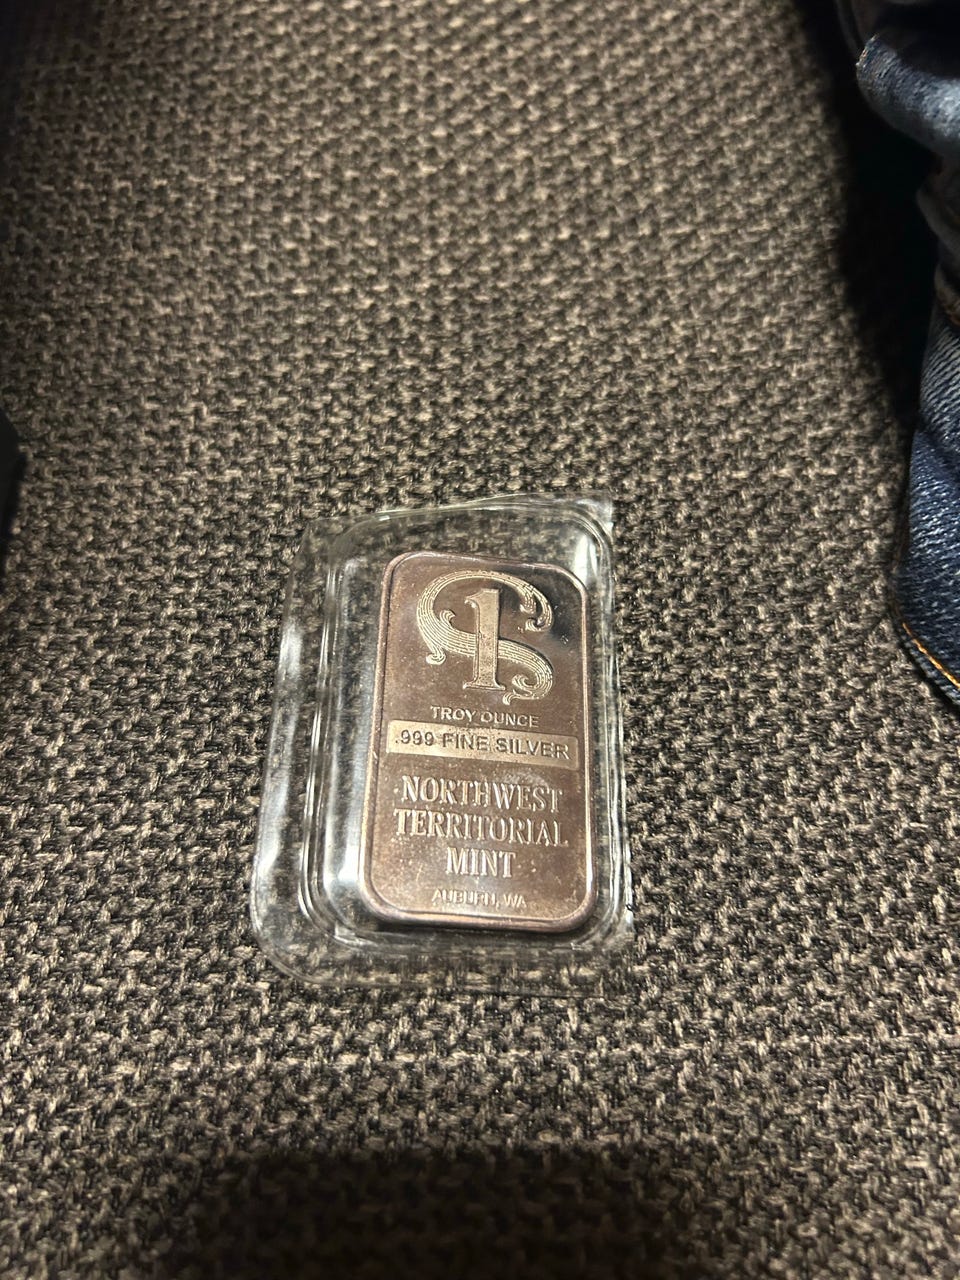 1
TROY OUNCE
.999 FINE SILVER
NORTHWEST
TERRITORIAL
MINT
AUBURN, WA